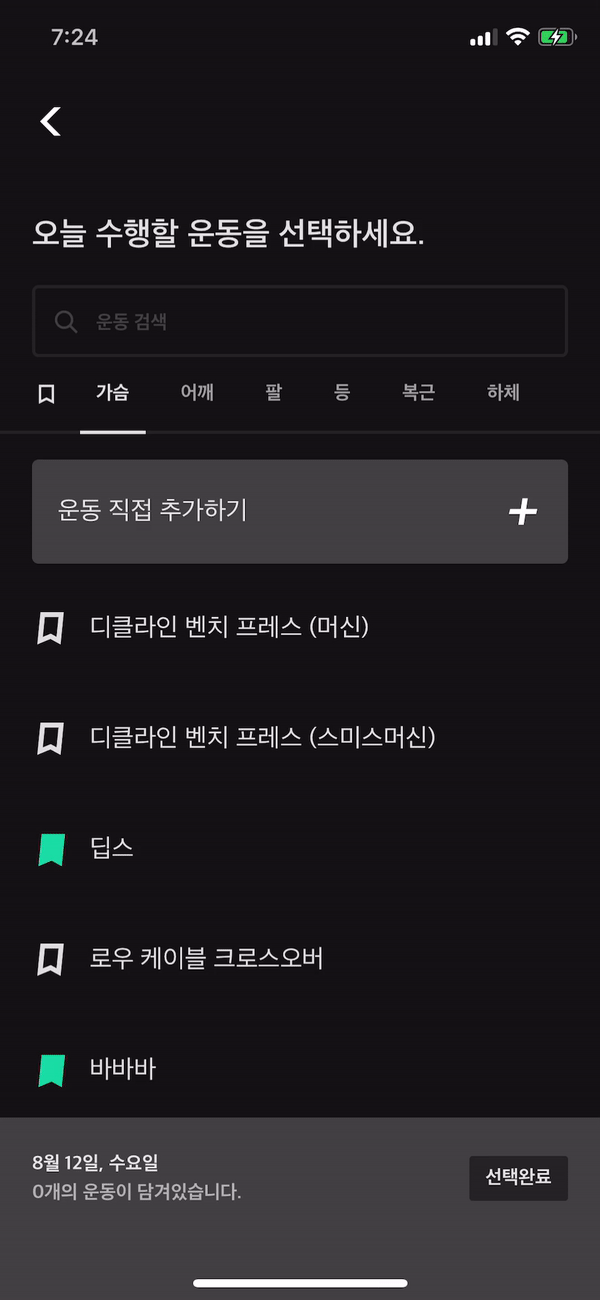 7:24
오늘 수행할 운동을 선택하세요.
운동 검색
가슴 어깨 팔 등 복근 하체
운동 직접 추가하기
디클라인 벤치 프레스 (머신)
디클라인 벤치 프레스 (스미스머신)
딥스
로우 케이블 크로스오버
바바바
8월 12일, 수요일
0개의 운동이 담겨있습니다.
선택완료